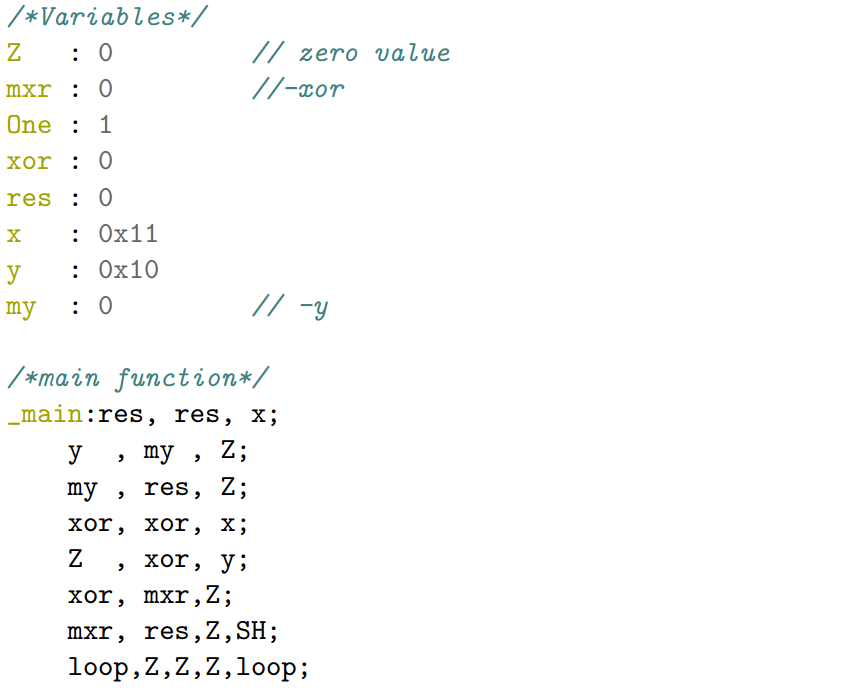 /*Variables*/
Z : 0 // zero value
mxr : 0 //-xor
One : 1
xor : 0
res : 0
x : 0x11
y : 0x10
my : 0 // -y
/*main function*/
_main:res, res, x;
y , my , Z;
my , res, Z;
xor, xor, x;
Z , xor, y;
xor, mxr,Z;
mxr, res,Z,SH;
loop,Z,Z,Z,loop;